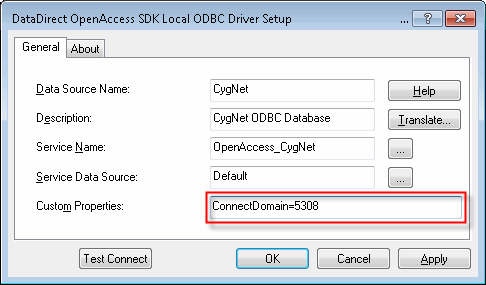 DataDirect OpenAccess SDK Local ODBC Driver Setup ... ?
General About
Data Source Name: CygNet Help
Description: CygNet ODBC Database Translate...
Service Name: OpenAccess_CygNet ...
Service Data Source: Default ...
Custom Properties: ConnectDomain=5308
Test Connect OK Cancel Apply